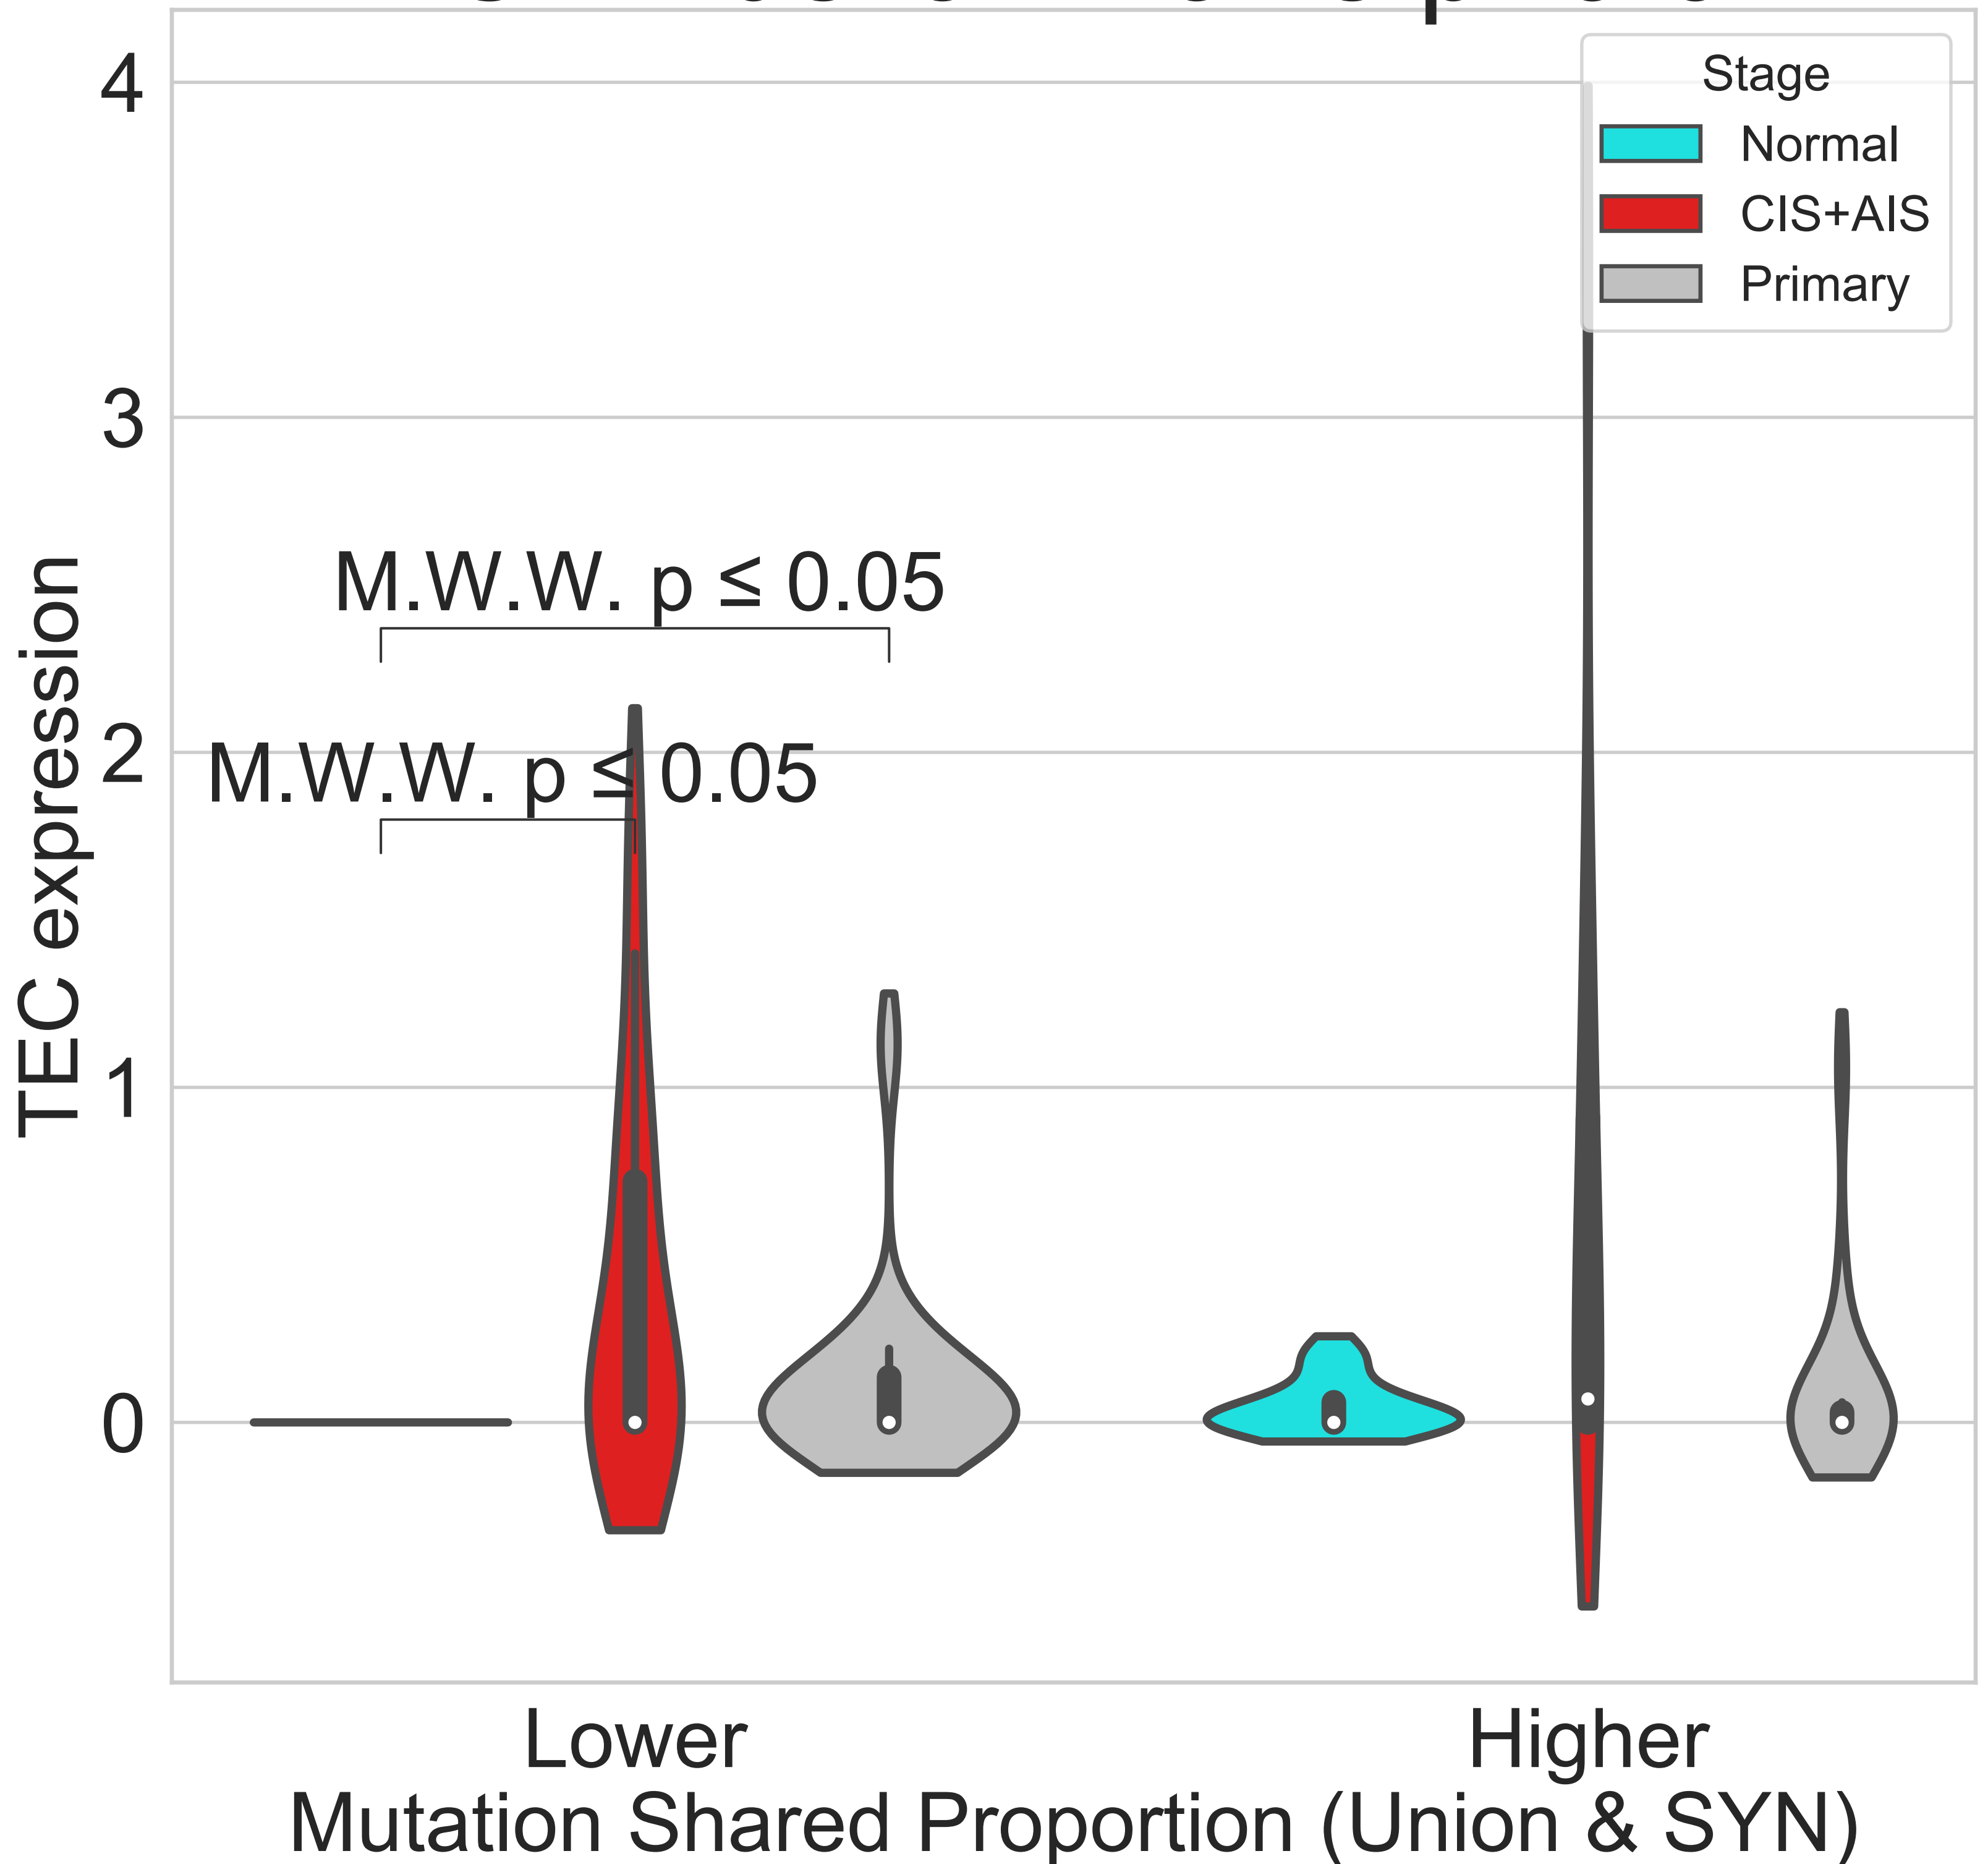 Stage
Normal
CIS+AIS
Primary
4
3
2
1
0
TEC expression
M.W.W. p ≤ 0.05
M.W.W. p ≤ 0.05
Lower
Higher
Mutation Shared Proportion (Union & SYN)